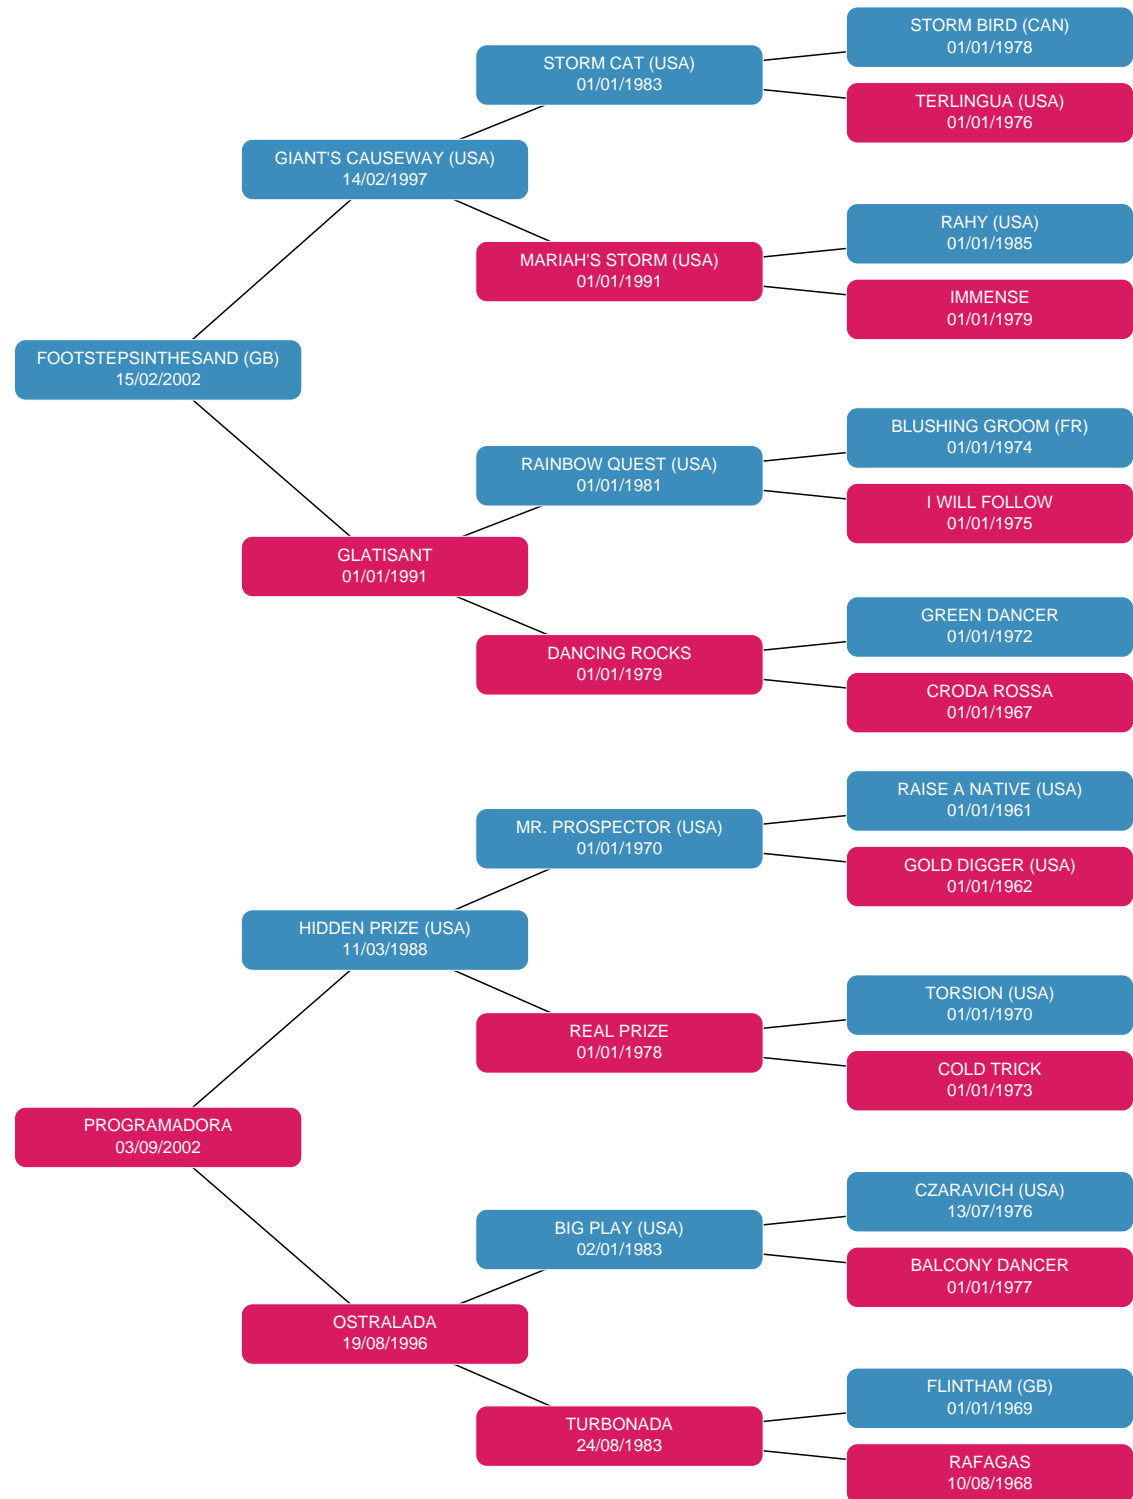 STORM BIRD (CAN)
01/01/1978
STORM CAT (USA)
01/01/1983
TERLINGUA (USA)
01/01/1976
GIANT'S CAUSEWAY (USA)
14/02/1997
RAHY (USA)
01/01/1985
MARIAH'S STORM (USA)
01/01/1991
IMMENSE
01/01/1979
FOOTSTEPSINTHESAND (GB)
15/02/2002
BLUSHING GROOM (FR)
01/01/1974
RAINBOW QUEST (USA)
01/01/1981
I WILL FOLLOW
01/01/1975
GLATISANT
01/01/1991
GREEN DANCER
01/01/1972
DANCING ROCKS
01/01/1979
CRODA ROSSA
01/01/1967
RAISE A NATIVE (USA)
01/01/1961
MR. PROSPECTOR (USA)
01/01/1970
GOLD DIGGER (USA)
01/01/1962
HIDDEN PRIZE (USA)
11/03/1988
TORSION (USA)
01/01/1970
REAL PRIZE
01/01/1978
COLD TRICK
01/01/1973
PROGRAMADORA
03/09/2002
CZARAVICH (USA)
13/07/1976
BIG PLAY (USA)
02/01/1983
BALCONY DANCER
01/01/1977
OSTRALADA
19/08/1996
FLINTHAM (GB)
01/01/1969
TURBONADA
24/08/1983
RAFAGAS
10/08/1968